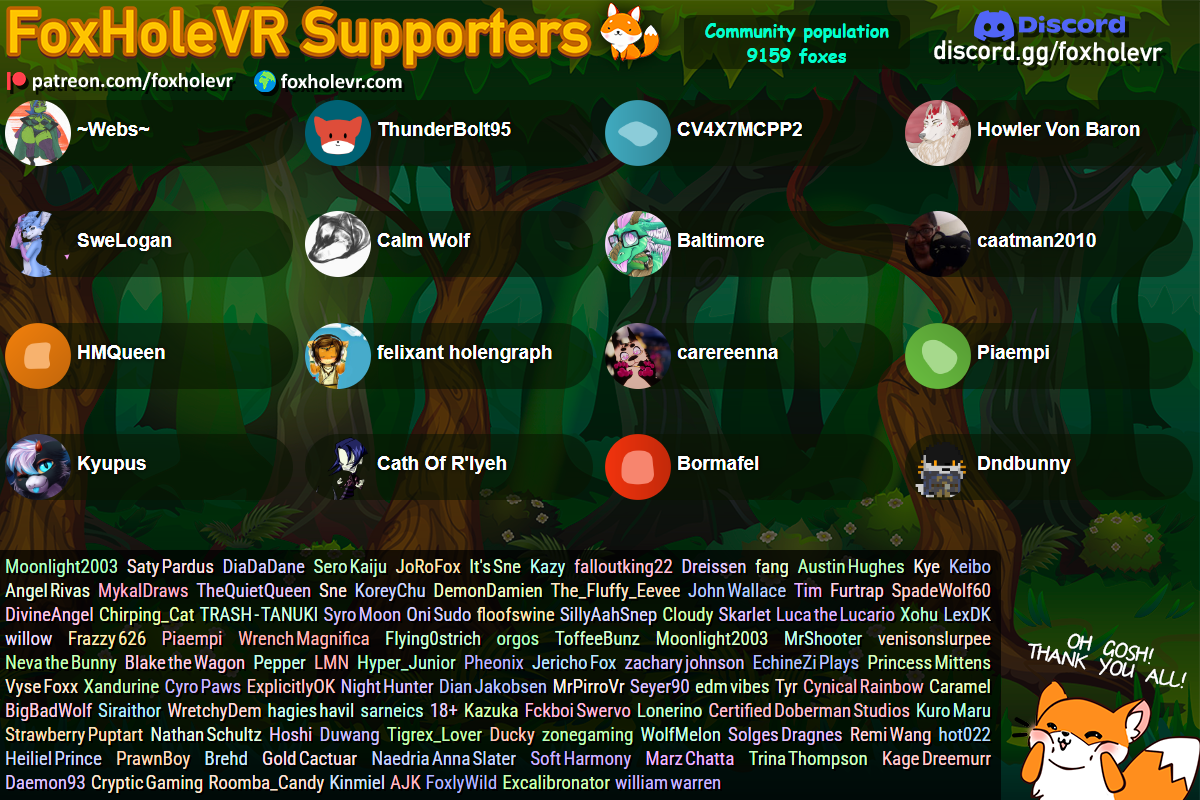 FoxHoleVR Supporters
Community population
9159 foxes
Discord
discord.gg/foxholevr
patreon.com/foxholevr foxholevr.com
~Webs~ ThunderBolt95 CV4X7MCPP2 Howler Von Baron
SweLogan Calm Wolf Baltimore caatman2010
HMQueen felixant holengraph carereenna Piaempi
Kyupus Cath Of R'lyeh Bormafel Dndbunny
Moonlight2003 Saty Pardus DiaDaDane Sero Kaiju JoRoFox It's Sne Kazy falloutking22 Dreissen fang Austin Hughes Kye Keibo
Angel Rivas MykalDraws TheQuietQueen Sne KoreyChu DemonDamien The_Fluffy_Eevee John Wallace Tim Furtrap SpadeWolf60
DivineAngel Chirping_Cat TRASH-TANUKI Syro Moon Oni Sudo floofswine SillyAahSnep Cloudy Skarlet Luca the Lucario Xohu LexDK
willow Frazzy 626 Piaempi Wrench Magnifica Flying0strich orgos ToffeeBunz Moonlight2003 MrShooter venisonslurpee
Neva the Bunny Blake the Wagon Pepper LMN Hyper_Junior Pheonix Jericho Fox zachary johnson EchineZi Plays Princess Mittens
Vyse Foxx Xandurine Cyro Paws ExplicitlyOK Night Hunter Dian Jakobsen MrPirroVr Seyer90 edm vibes Tyr Cynical Rainbow Caramel
BigBadWolf Siraithor WretchyDem hagies havil sarneics 18+ Kazuka Fckboi Swervo Lonerino Certified Doberman Studios Kuro Maru
Strawberry Puptart Nathan Schultz Hoshi Duwang Tigrex_Lover Ducky zonegaming WolfMelon Solges Dragnes Remi Wang hot022
Heiliel Prince PrawnBoy Brehd Gold Cactuar Naedria Anna Slater Soft Harmony Marz Chatta Trina Thompson Kage Dreemurr
Daemon93 Cryptic Gaming Roomba_Candy Kinmiel AJK FoxlyWild Excalibronator william warren
OH GOSH!
THANK YOU ALL!